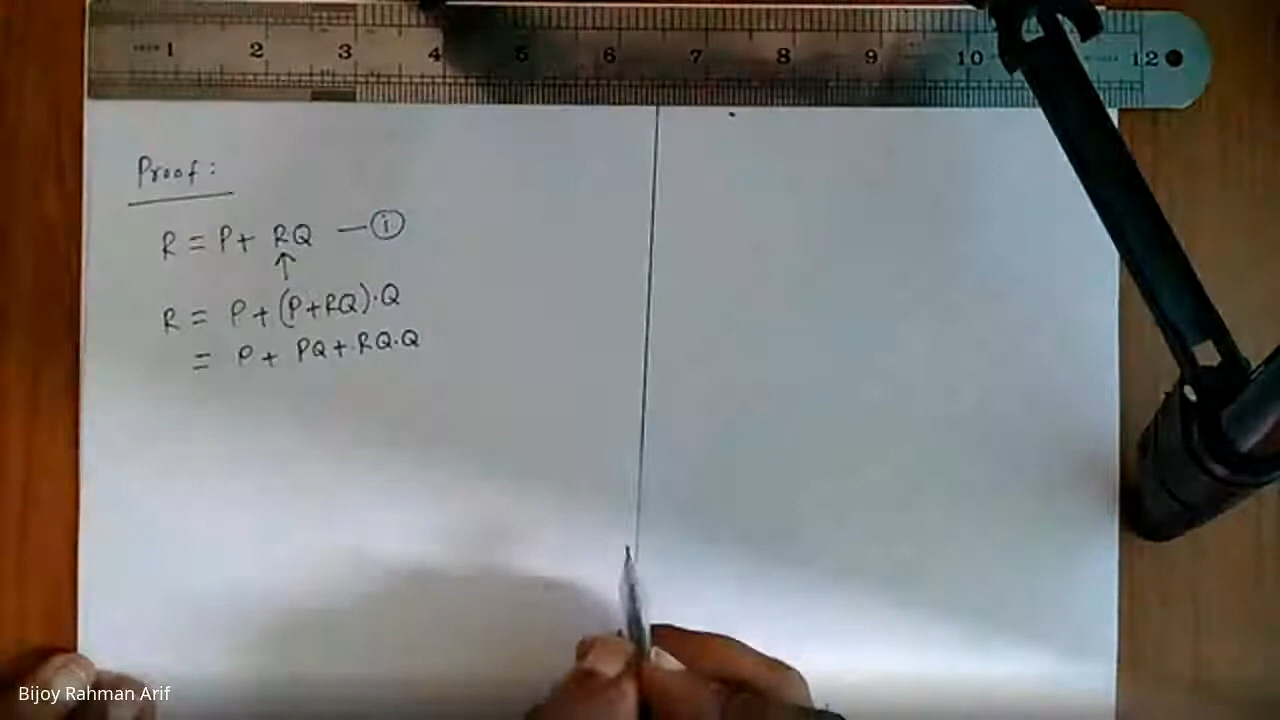 1 2 3 4 5 6 7 8 9 10 12
Proof:
R = P + RQ — (i)
↑
R = P + (P+RQ)·Q
= P + PQ + RQ·Q
Bijoy Rahman Arif